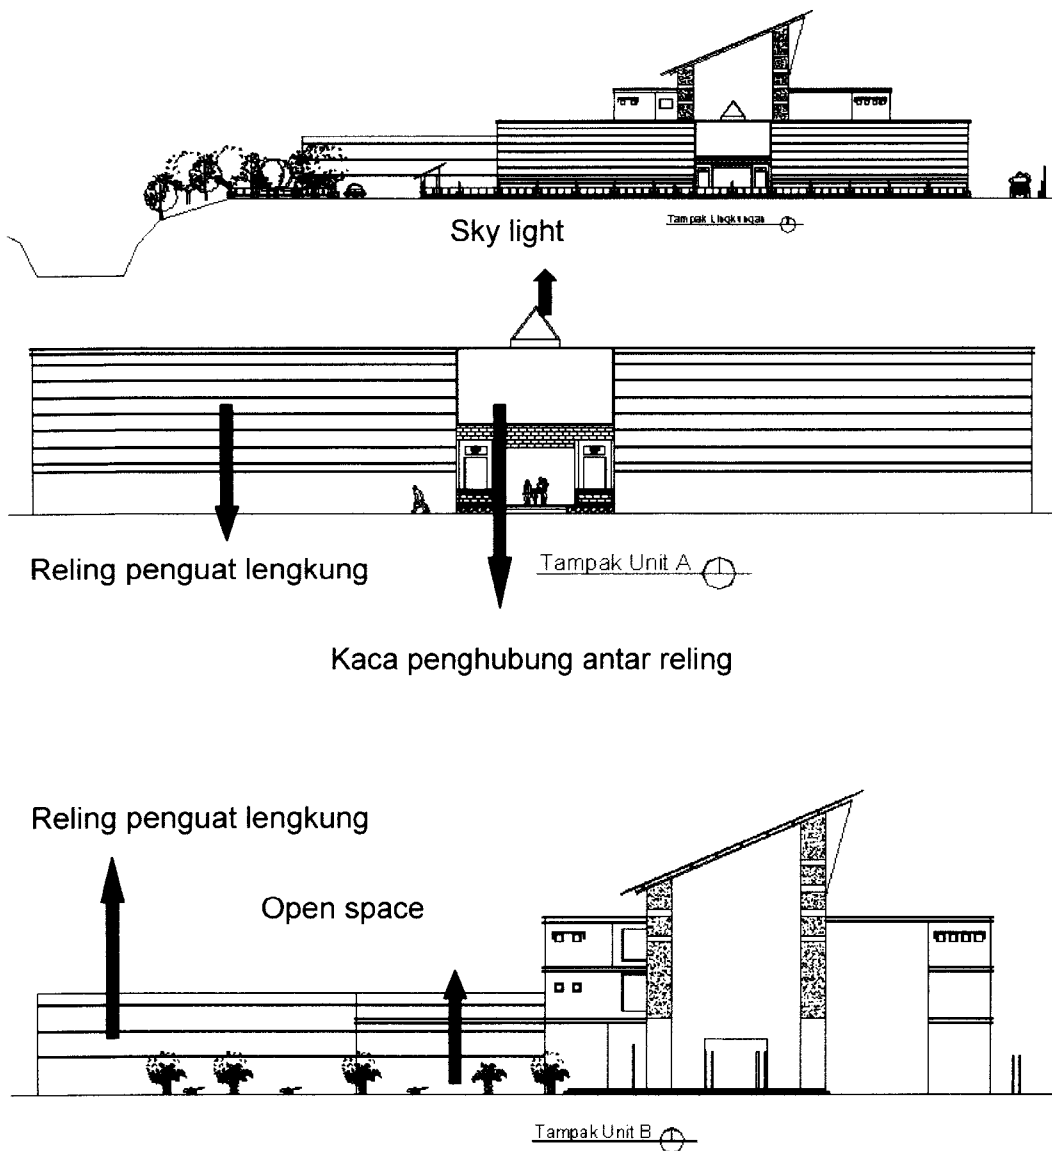 Tampak Lingkungan
Sky light
Reling penguat lengkung
Tampak Unit A
Kaca penghubung antar reling
Reling penguat lengkung
Open space
Tampak Unit B